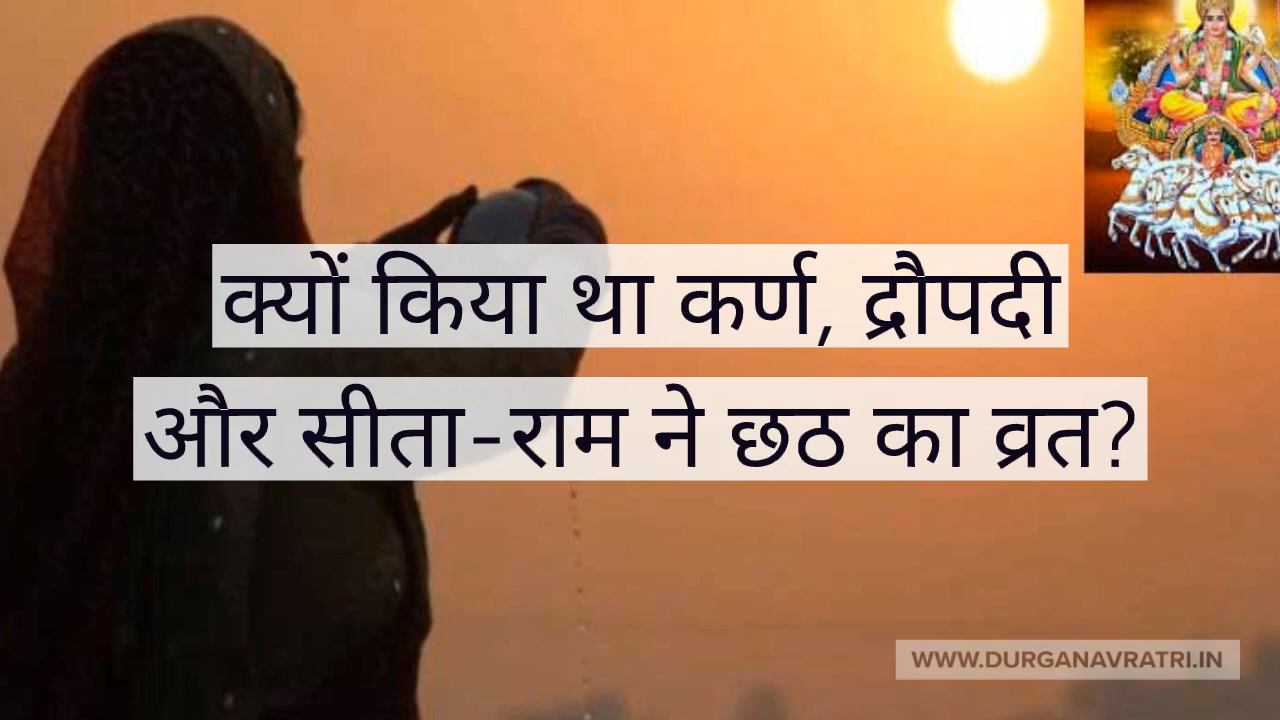 क्यों किया था कर्ण, द्रौपदी
और सीता-राम ने छठ का व्रत?
WWW.DURGANAVRATRI.IN